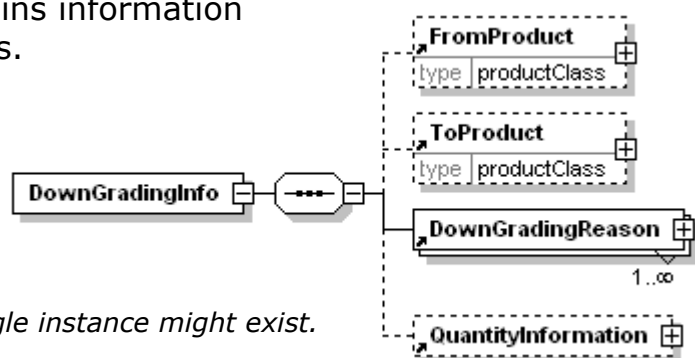 ins information
s.
FromProduct
type productClass
ToProduct
type productClass
DownGradingInfo
DownGradingReason
1..∞
gle instance might exist.
QuantityInformation